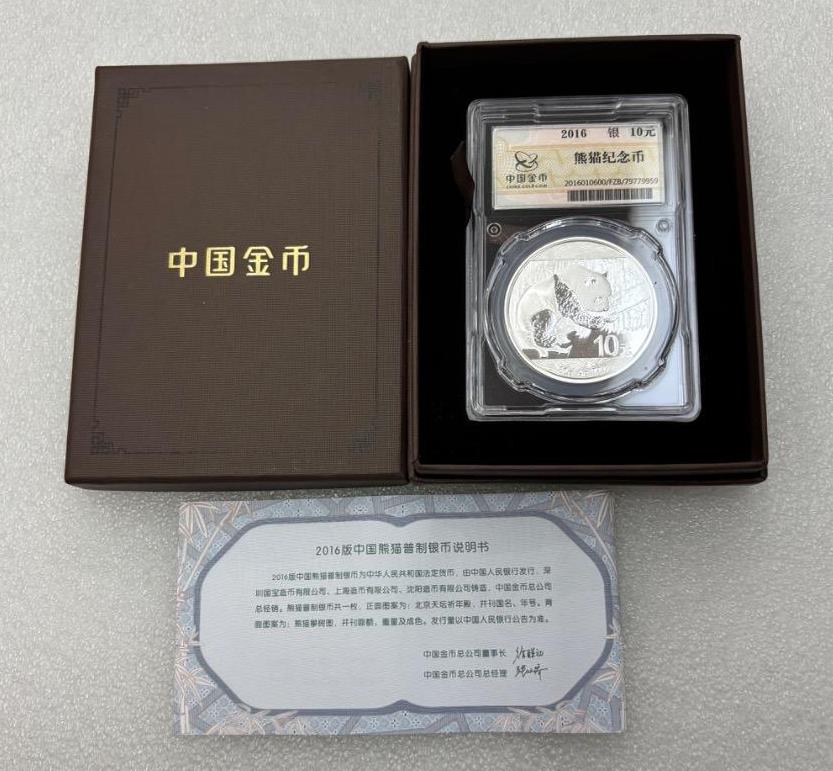 中国金币
2016 银 10元
熊猫纪念币
中国金币
CHINA GOLD COIN
2016010600/FZB/79779959
10元
2016版中国熊猫普制银币说明书
2016版中国熊猫普制银币为中华人民共和国法定货币，由中国人民银行发行，深
圳国宝造币有限公司、上海造币有限公司、沈阳造币有限公司铸造，中国金币总公司
总经销。熊猫普制银币共一枚，正面图案为：北京天坛祈年殿，并刊国名、年号。背
面图案为：熊猫攀树图，并刊面额，重量及成色。发行量以中国人民银行公告为准。
中国金币总公司董事长
中国金币总公司总经理